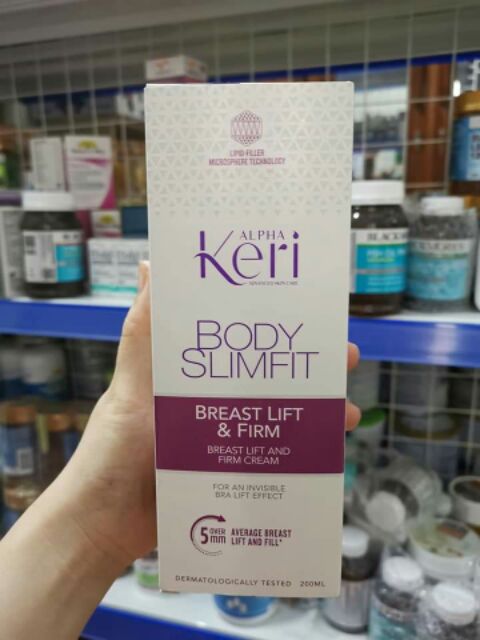 LIPID-FILLER
MICROSPHERE TECHNOLOGY
ALPHA
Keri
ADVANCED SKIN CARE
BODY
SLIMFIT
BREAST LIFT
& FIRM
BREAST LIFT AND
FIRM CREAM
FOR AN INVISIBLE
BRA LIFT EFFECT
OVER
5mm
AVERAGE BREAST
LIFT AND FILL*
DERMATOLOGICALLY TESTED 200ML